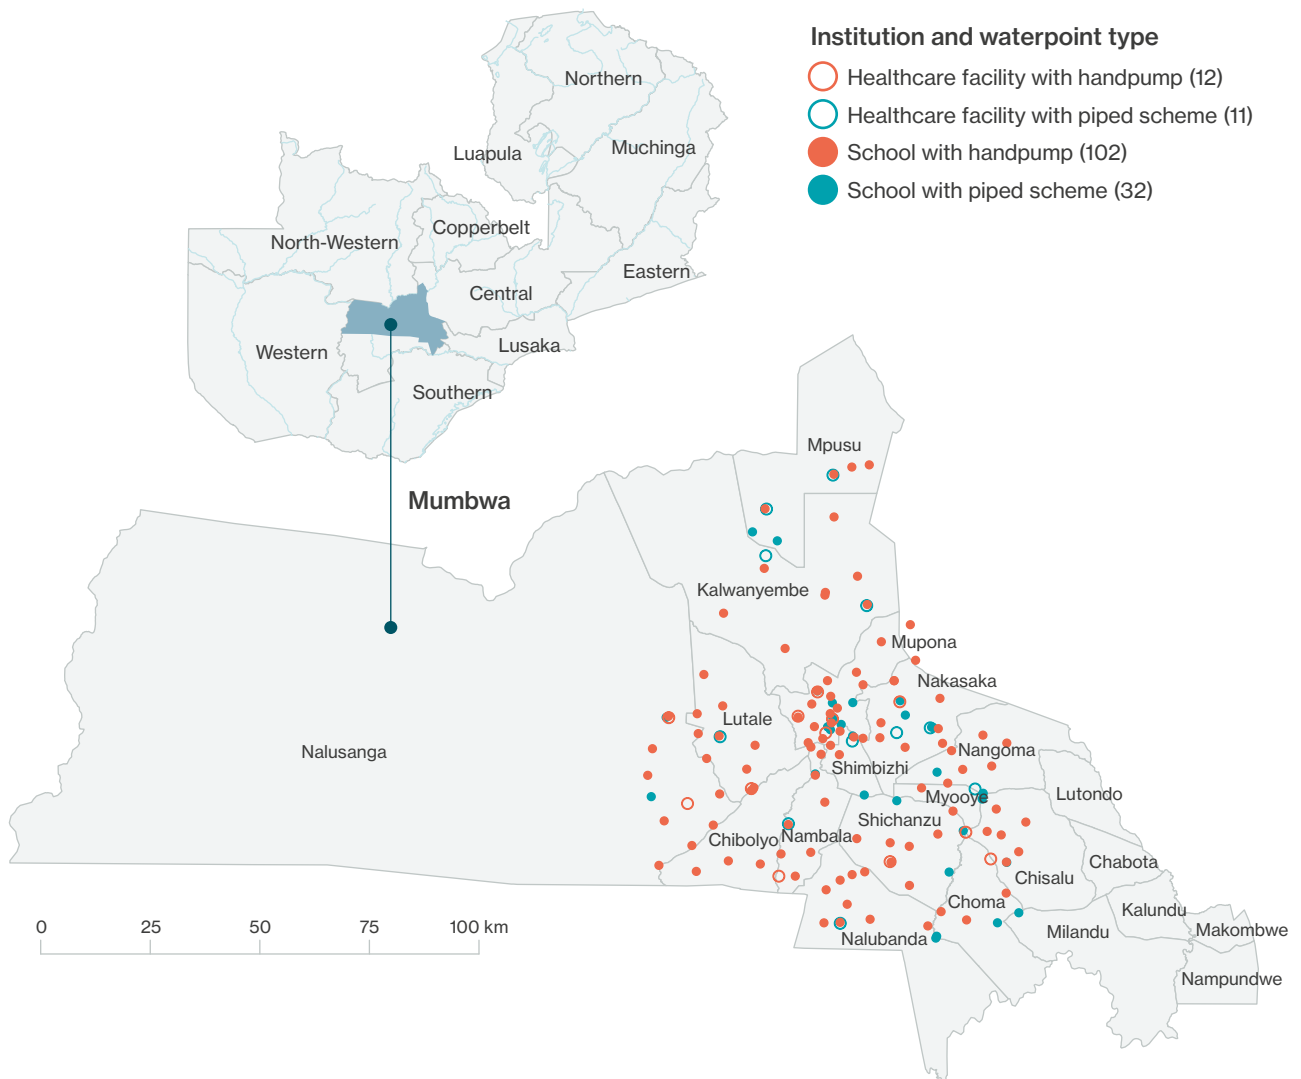 Institution and waterpoint type
Healthcare facility with handpump (12)
Healthcare facility with piped scheme (11)
School with handpump (102)
School with piped scheme (32)
Northern
Luapula
Muchinga
Copperbelt
North-Western
Eastern
Central
Lusaka
Western
Southern
Mumbwa
Mpusu
Kalwanyembe
Mupona
Nakasaka
Lutale
Nalusanga
Nangoma
Shimbizhi
Myooye
Lutondo
Shichanzu
Chibolyo
Nambala
Chabota
Chisalu
Choma
Kalundu
Makombwe
Milandu
Nalubanda
Nampundwe
0 25 50 75 100 km